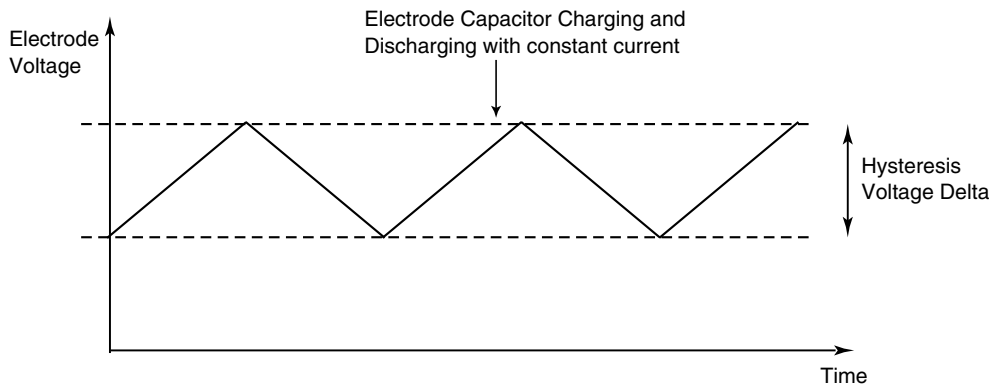 Electrode Capacitor Charging and
Discharging with constant current
Electrode
Voltage
Hysteresis
Voltage Delta
Time